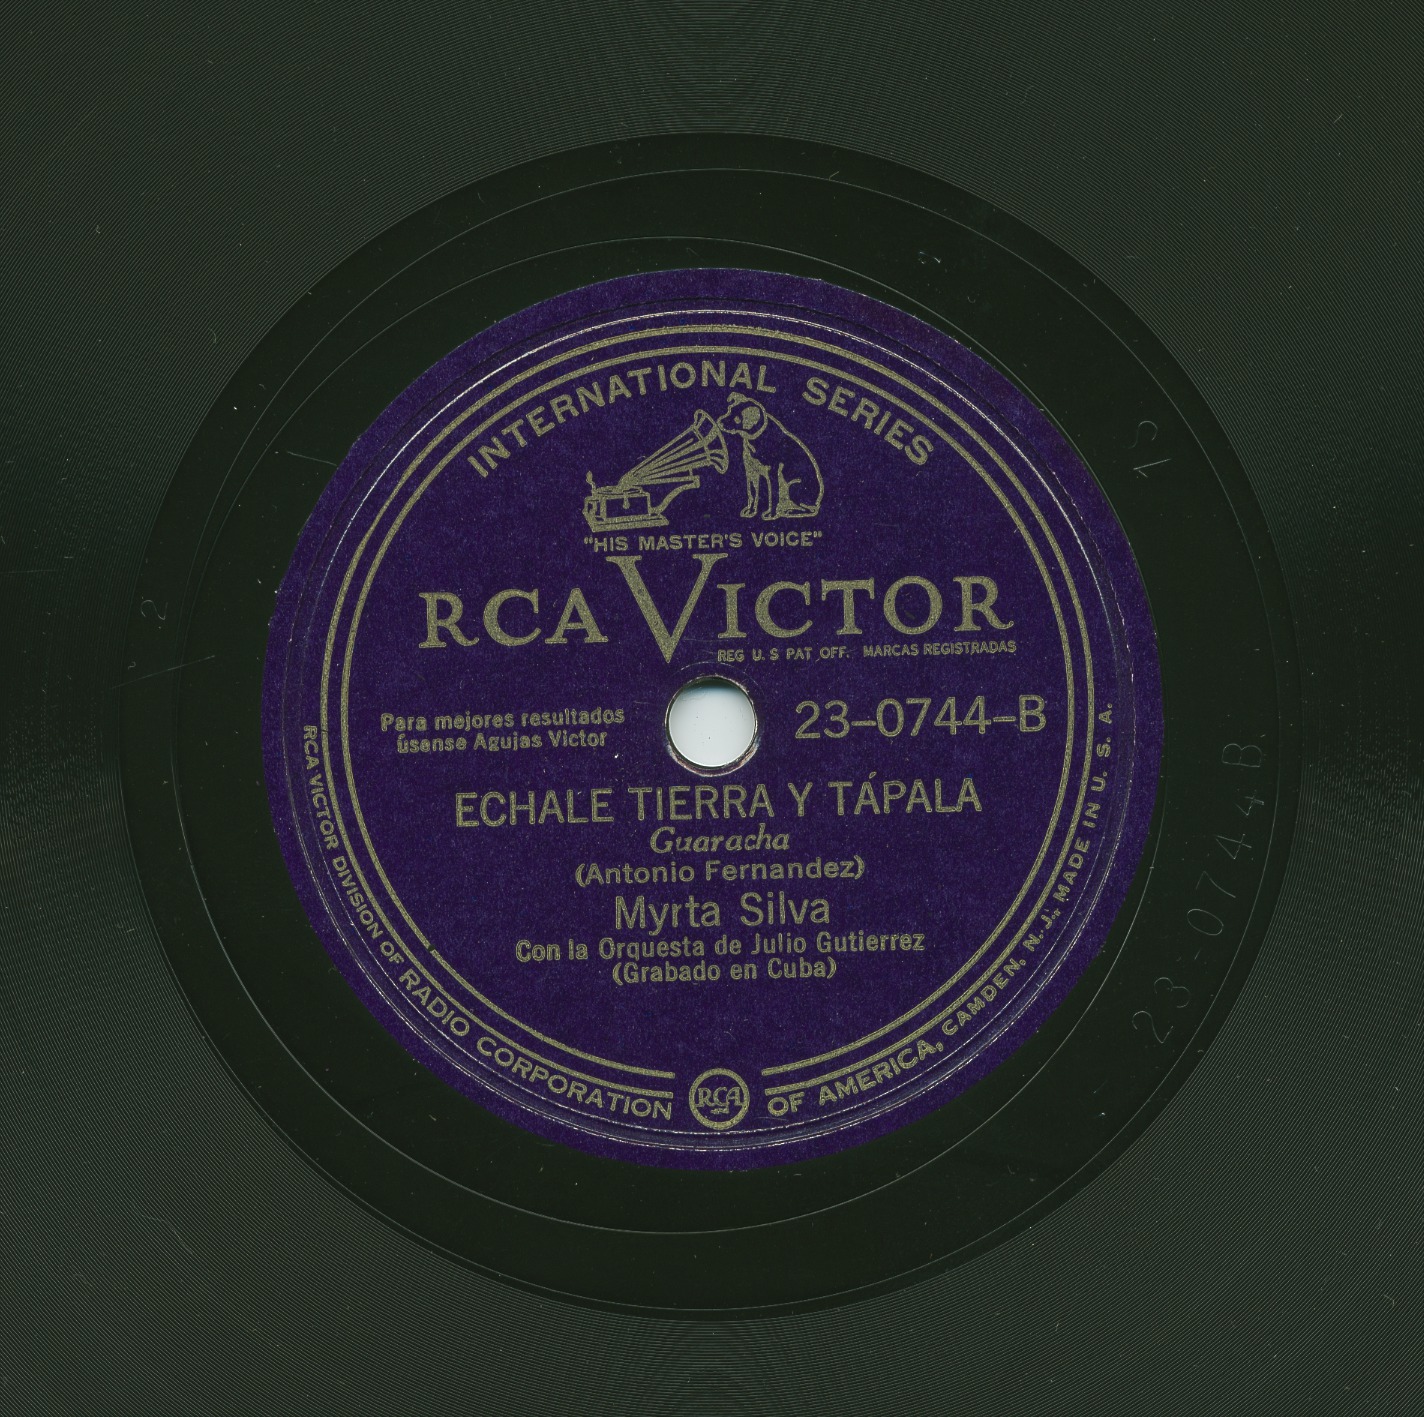 INTERNATIONAL SERIES
"HIS MASTER'S VOICE"
RCA VICTOR
REG U. S PAT OFF. MARCAS REGISTRADAS
Para mejores resultados
úsense Agujas Victor
23-0744-B
ECHALE TIERRA Y TÁPALA
Guaracha
(Antonio Fernandez)
Myrta Silva
Con la Orquesta de Julio Gutierrez
(Grabado en Cuba)
RCA VICTOR DIVISION OF RADIO CORPORATION OF AMERICA, CAMDEN, N. J., MADE IN U. S. A.
RCA
23-0744B
2